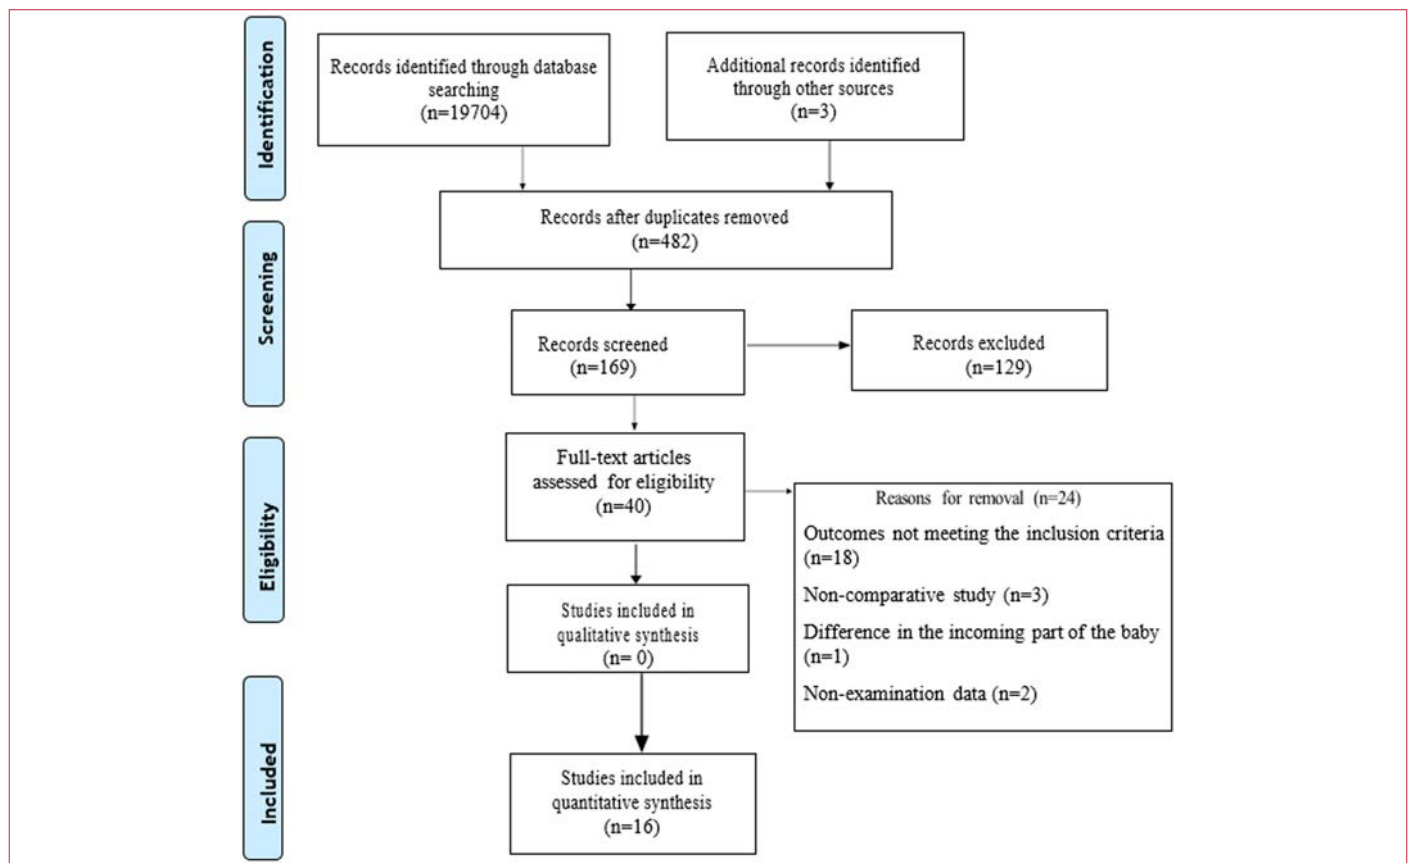 Identification
Records identified through database
searching
(n=19704)
Additional records identified
through other sources
(n=3)
Records after duplicates removed
(n=482)
Screening
Records screened
(n=169)
Records excluded
(n=129)
Eligibility
Full-text articles
assessed for eligibility
(n=40)
Reasons for removal (n=24)
Outcomes not meeting the inclusion criteria
(n=18)
Non-comparative study (n=3)
Difference in the incoming part of the baby
(n=1)
Non-examination data (n=2)
Studies included in
qualitative synthesis
(n= 0)
Included
Studies included in
quantitative synthesis
(n=16)